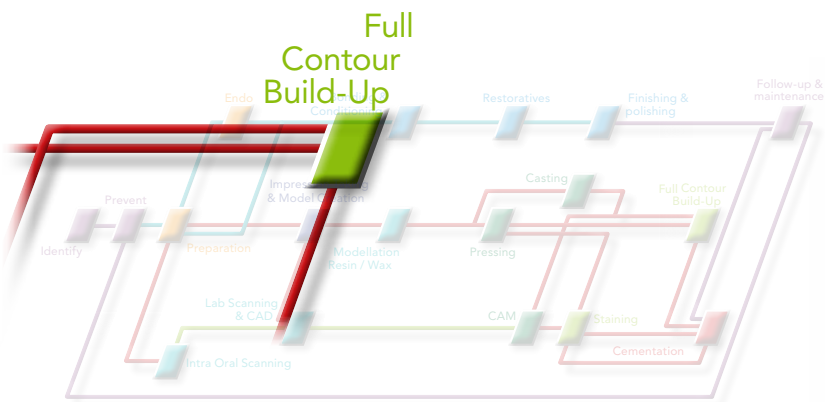 Full
Contour
Build-Up
Endo
Restoratives
Finishing &
polishing
Follow-up &
maintenance
Casting
Full Contour
Build-Up
Prevent
& Model Creation
Identify
Preparation
Modellation
Resin / Wax
Pressing
Lab Scanning
& CAD
CAM
Staining
Cementation
Intra Oral Scanning